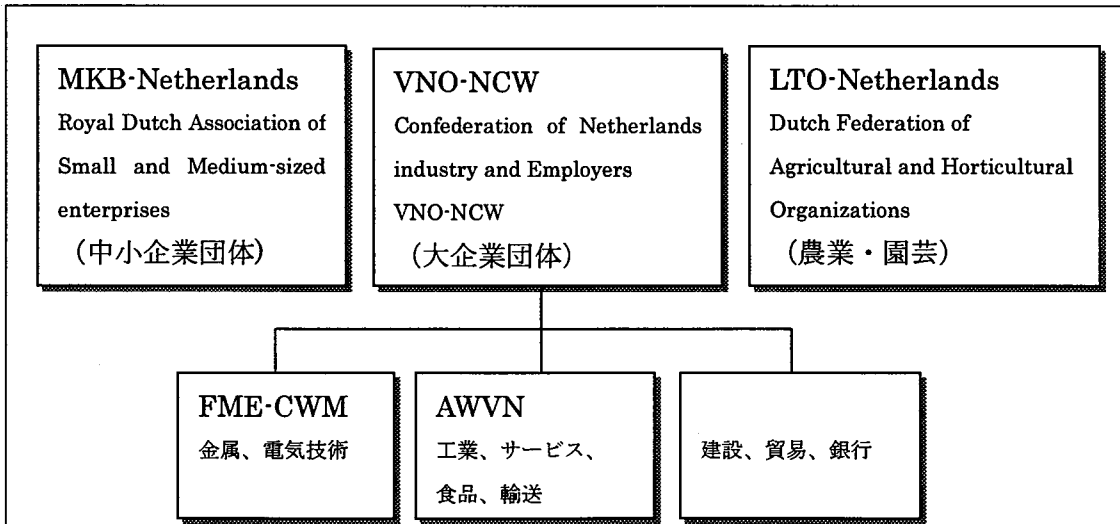 MKB-Netherlands
Royal Dutch Association of
Small and Medium-sized
enterprises
（中小企業団体）
VNO-NCW
Confederation of Netherlands
industry and Employers
VNO-NCW
（大企業団体）
LTO-Netherlands
Dutch Federation of
Agricultural and Horticultural
Organizations
（農業・園芸）
FME-CWM
金属、電気技術
AWVN
工業、サービス、
食品、輸送
建設、貿易、銀行